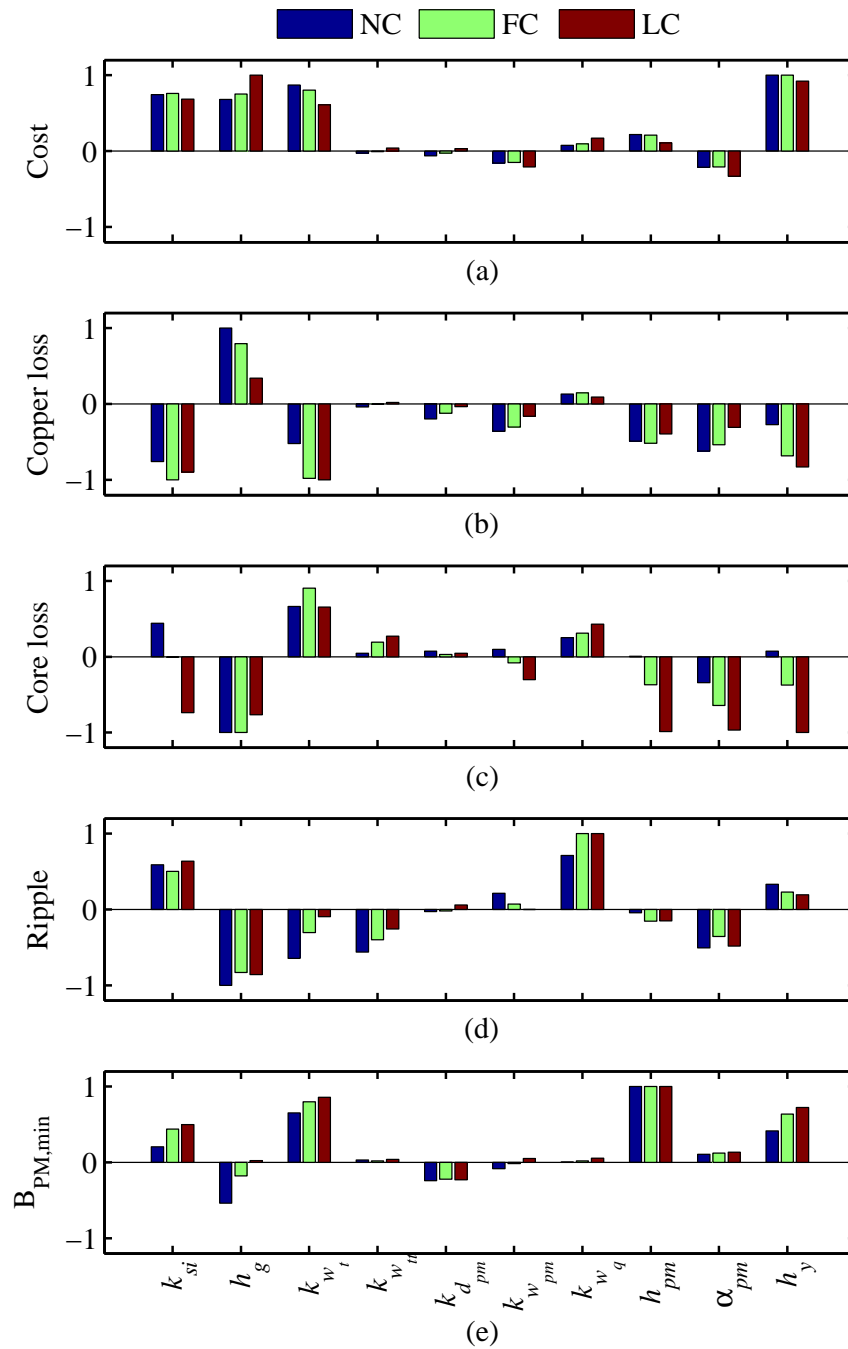 NC FC LC
1
0
−1
Cost
(a)
1
0
−1
Copper loss
(b)
1
0
−1
Core loss
(c)
1
0
−1
Ripple
(d)
1
0
−1
B_PM,min
k_si h_g k_w_t k_w_tt k_d_pm k_w_pm k_w_q h_pm α_pm h_y
(e)